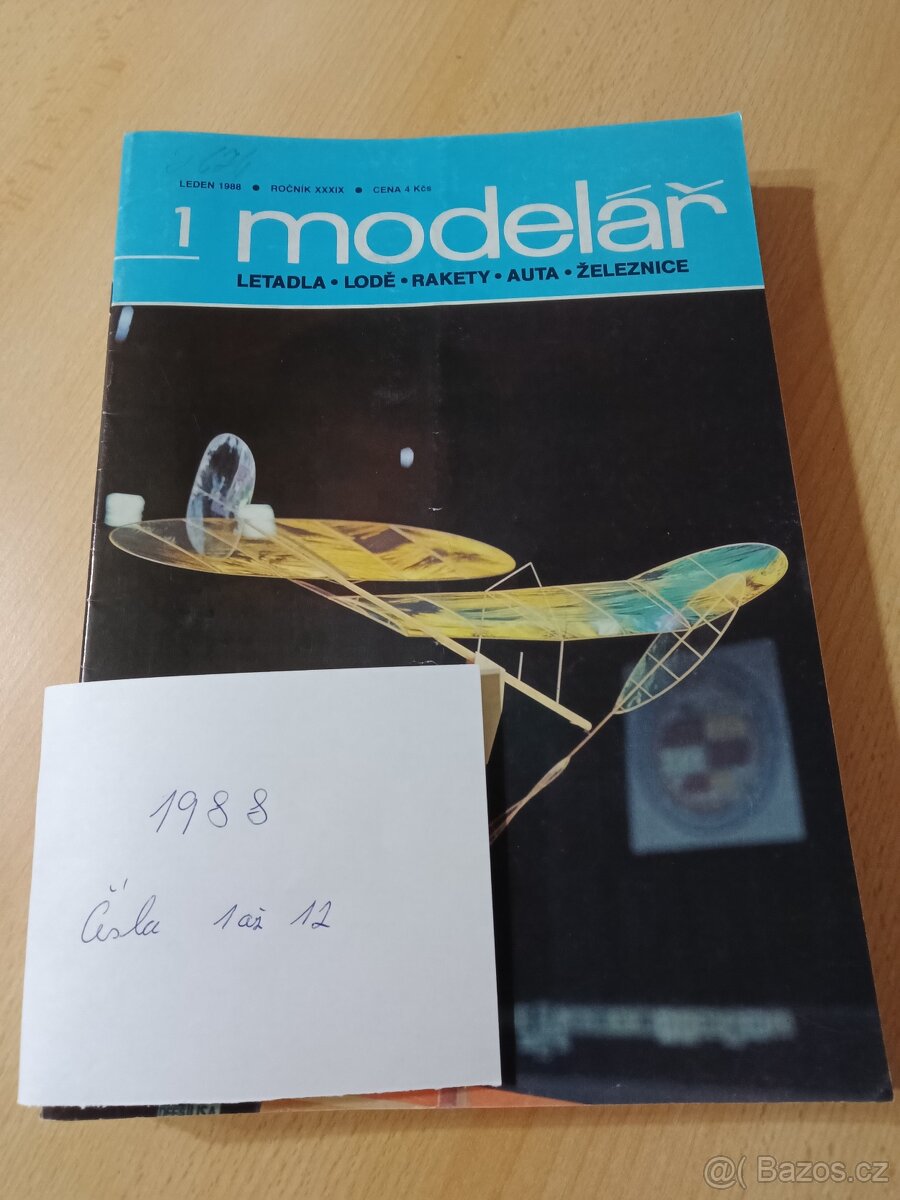 LEDEN 1988 ● ROČNÍK XXXIX ● CENA 4 Kčs
1 modelář
LETADLA • LODĚ • RAKETY • AUTA • ŽELEZNICE
1988
Čísla 1 až 12
@( Bazos.cz